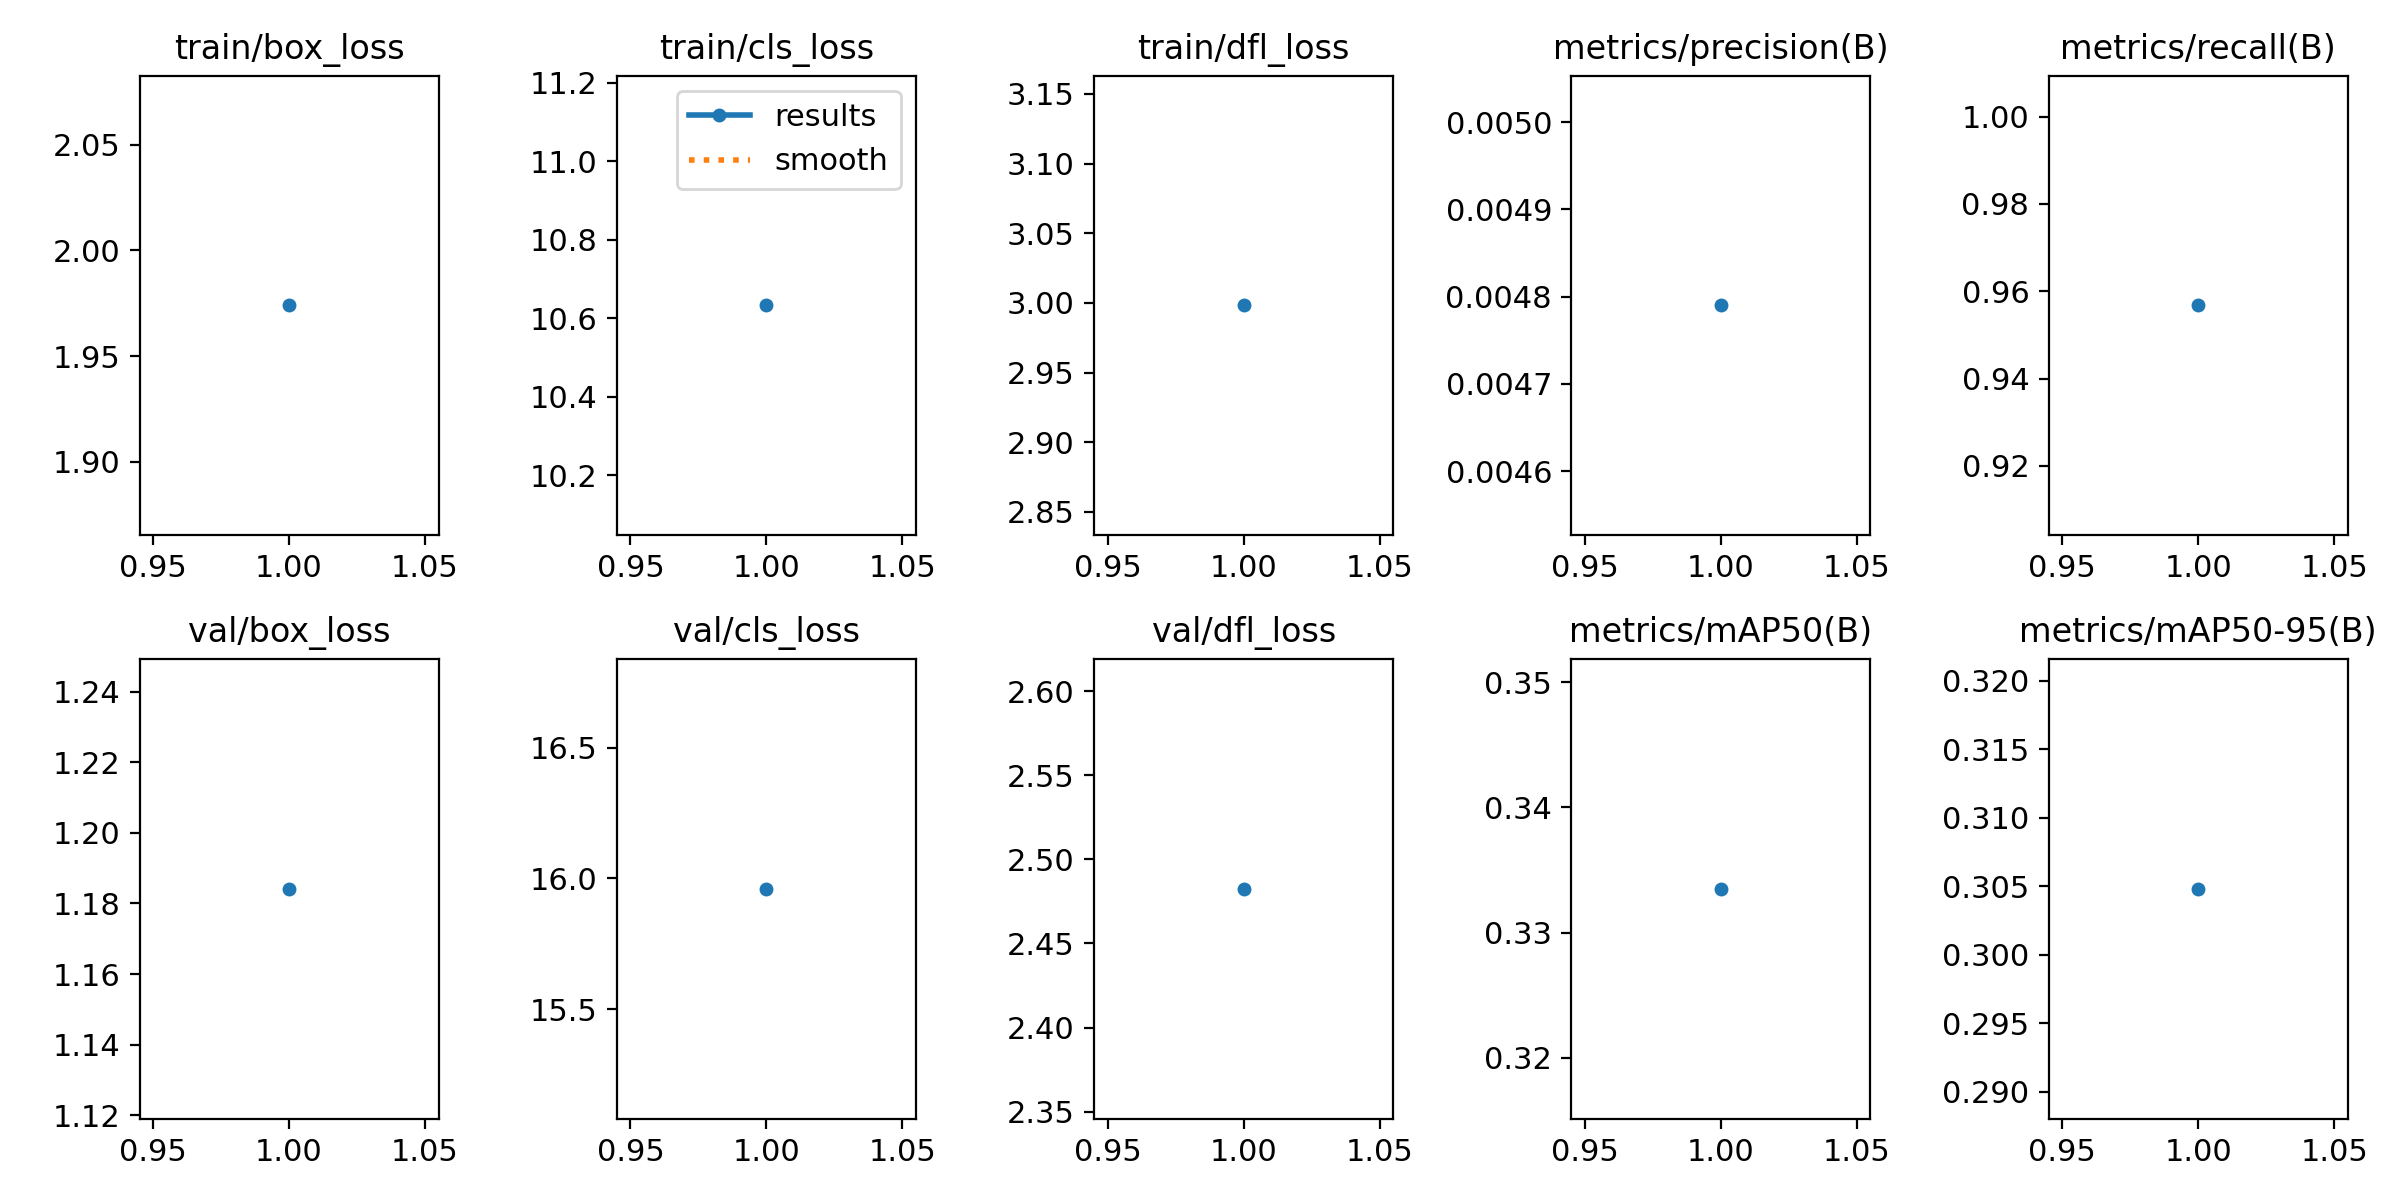 train/box_loss
2.05
2.00
1.95
1.90
0.95 1.00 1.05
train/cls_loss
11.2
11.0
10.8
10.6
10.4
10.2
results
smooth
0.95 1.00 1.05
train/dfl_loss
3.15
3.10
3.05
3.00
2.95
2.90
2.85
0.95 1.00 1.05
metrics/precision(B)
0.0050
0.0049
0.0048
0.0047
0.0046
0.95 1.00 1.05
metrics/recall(B)
1.00
0.98
0.96
0.94
0.92
0.95 1.00 1.05
val/box_loss
1.24
1.22
1.20
1.18
1.16
1.14
1.12
0.95 1.00 1.05
val/cls_loss
16.5
16.0
15.5
0.95 1.00 1.05
val/dfl_loss
2.60
2.55
2.50
2.45
2.40
2.35
0.95 1.00 1.05
metrics/mAP50(B)
0.35
0.34
0.33
0.32
0.95 1.00 1.05
metrics/mAP50-95(B)
0.320
0.315
0.310
0.305
0.300
0.295
0.290
0.95 1.00 1.05